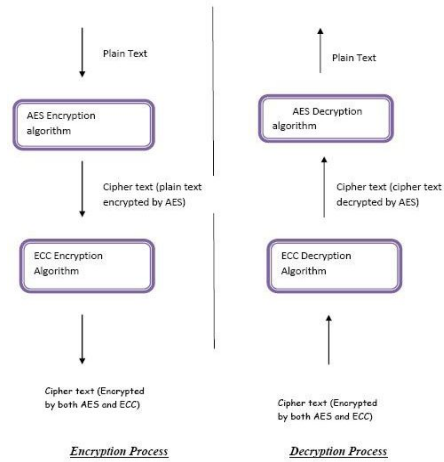 Plain Text
AES Encryption
algorithm
Cipher text (plain text
encrypted by AES)
ECC Encryption
Algorithm
Cipher text (Encrypted
by both AES and ECC)
Encryption Process
Plain Text
AES Decryption
algorithm
Cipher text (cipher text
decrypted by AES)
ECC Decryption
Algorithm
Cipher text (Encrypted
by both AES and ECC)
Decryption Process